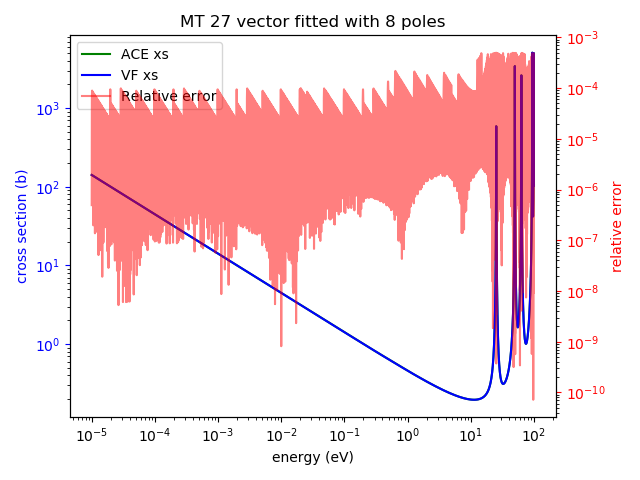 MT 27 vector fitted with 8 poles
ACE xs
VF xs
Relative error
cross section (b)
10³
10²
10¹
10⁰
10⁻³
10⁻⁴
10⁻⁵
10⁻⁶
10⁻⁷
10⁻⁸
10⁻⁹
10⁻¹⁰
relative error
10⁻⁵ 10⁻⁴ 10⁻³ 10⁻² 10⁻¹ 10⁰ 10¹ 10²
energy (eV)